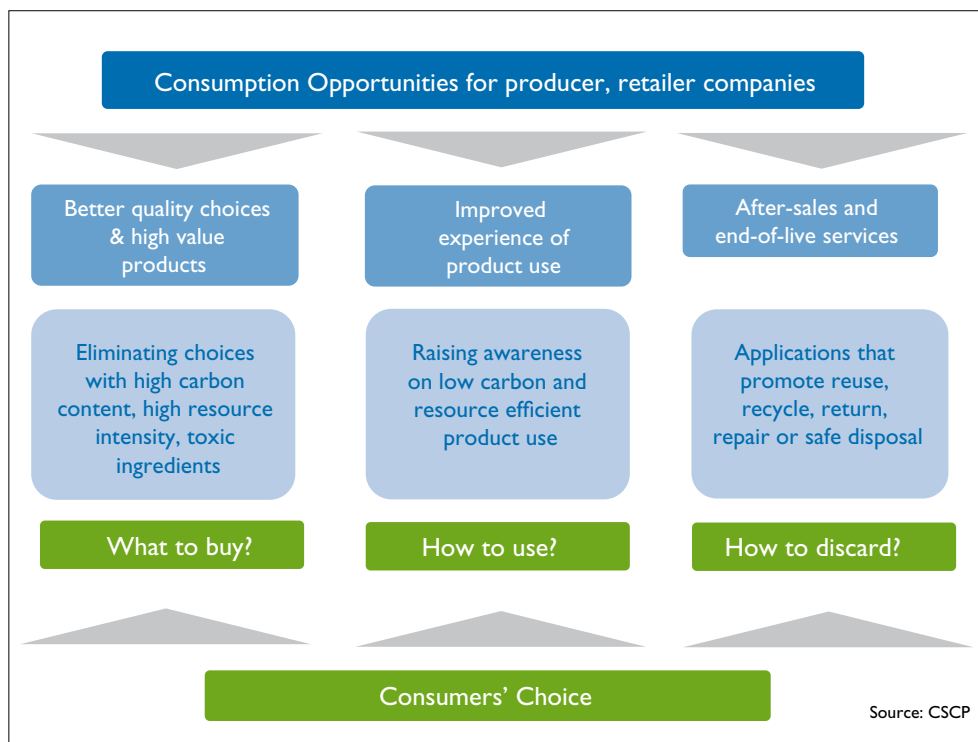 Consumption Opportunities for producer, retailer companies
Better quality choices
& high value
products
Improved
experience of
product use
After-sales and
end-of-live services
Eliminating choices
with high carbon
content, high resource
intensity, toxic
ingredients
Raising awareness
on low carbon and
resource efficient
product use
Applications that
promote reuse,
recycle, return,
repair or safe disposal
What to buy?
How to use?
How to discard?
Consumers’ Choice
Source: CSCP